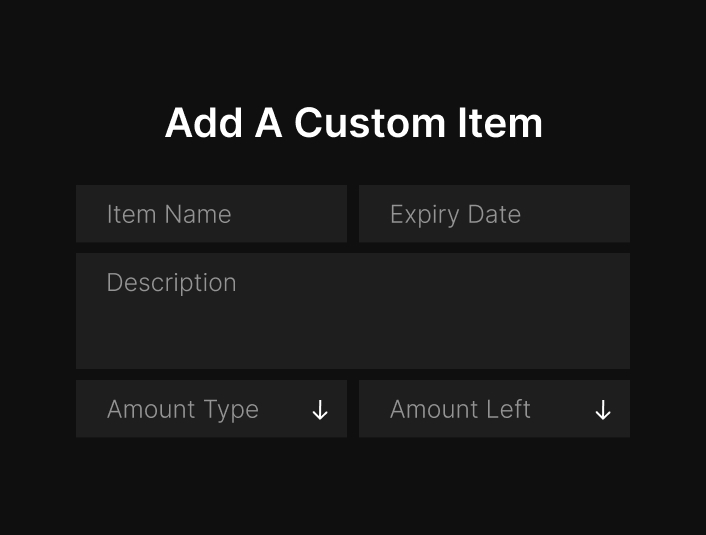 Add A Custom Item
Item Name
Expiry Date
Description
Amount Type
Amount Left